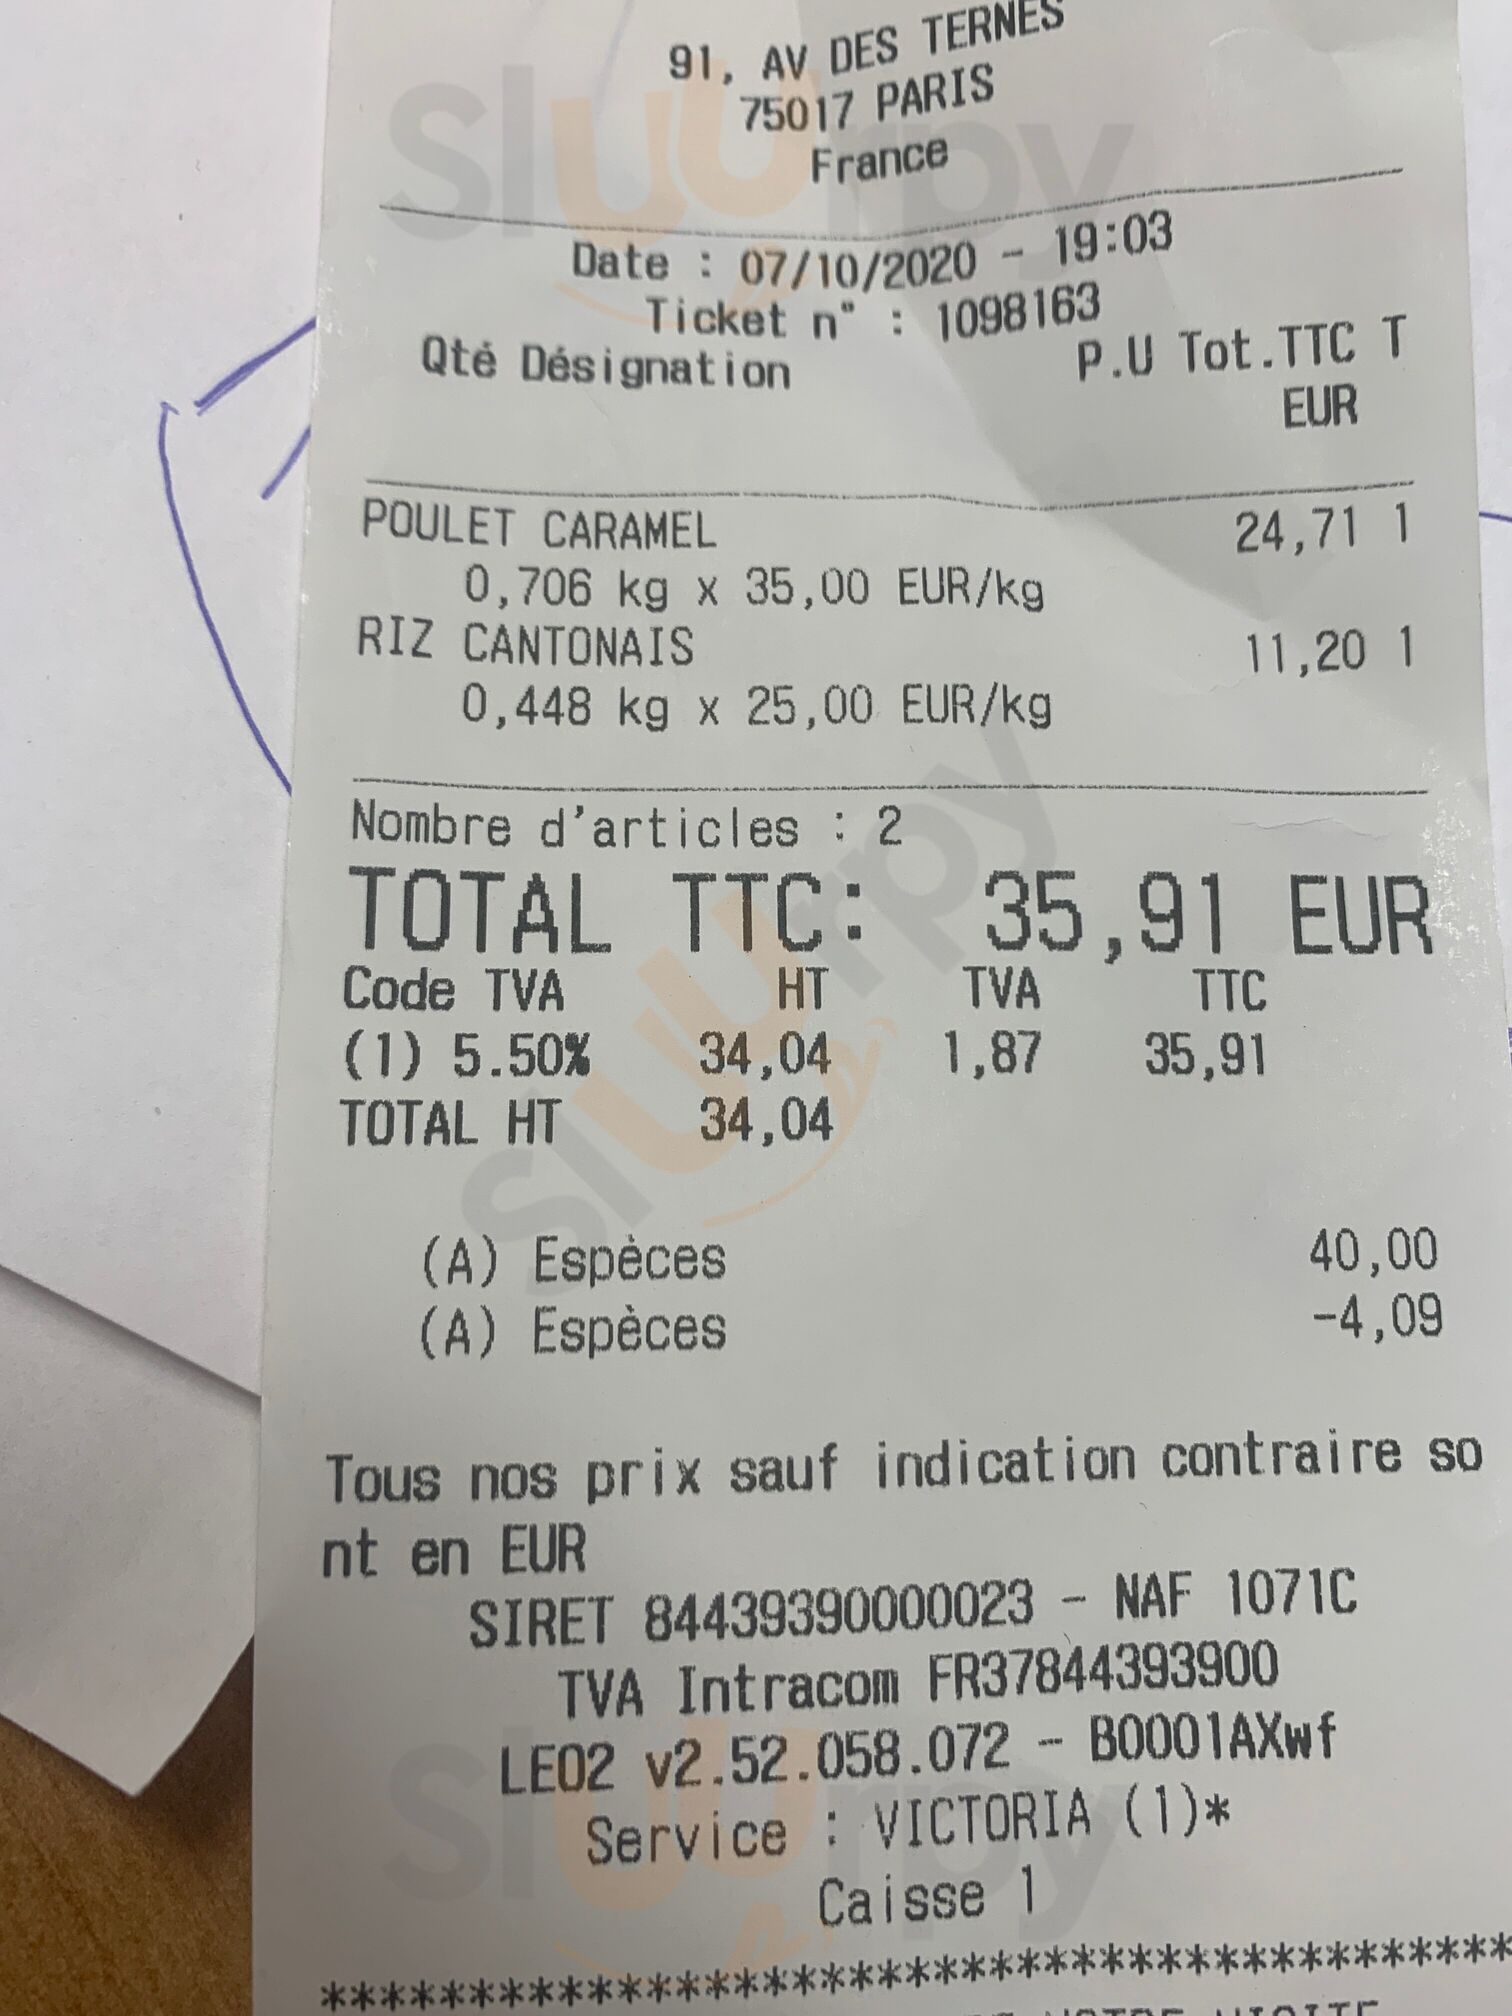 91, AV DES TERNES
75017 PARIS
France
Date : 07/10/2020 - 19:03
Ticket n° : 1098163
Qté Désignation P.U Tot.TTC T
EUR
POULET CARAMEL 24,71 1
0,706 kg x 35,00 EUR/kg
RIZ CANTONAIS 11,20 1
0,448 kg x 25,00 EUR/kg
Nombre d'articles : 2
TOTAL TTC: 35,91 EUR
Code TVA HT TVA TTC
(1) 5.50% 34,04 1,87 35,91
TOTAL HT 34,04
(A) Espèces 40,00
(A) Espèces -4,09
Tous nos prix sauf indication contraire so
nt en EUR
SIRET 84439390000023 - NAF 1071C
TVA Intracom FR37844393900
LEO2 v2.52.058.072 - B0001AXwf
Service : VICTORIA (1)*
Caisse 1
******************************************
Sluurpy
Sluurpy
Sluurpy